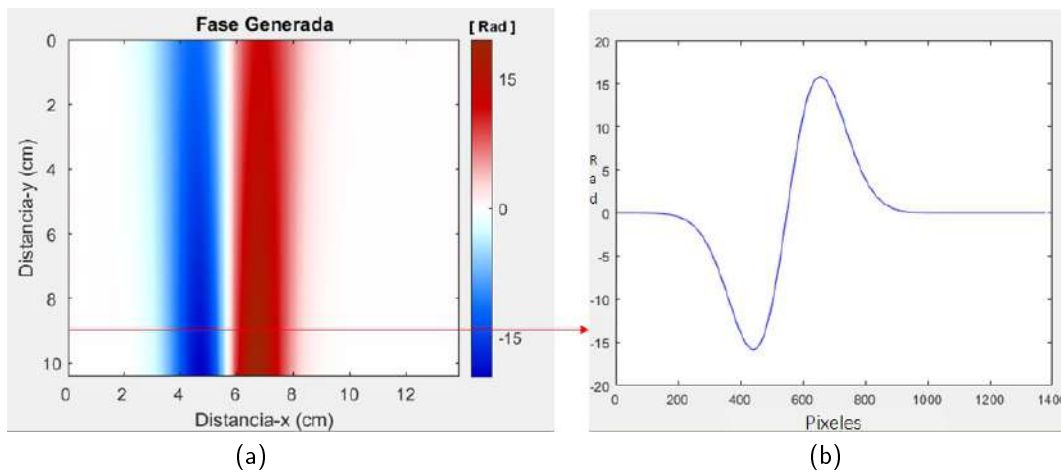 Fase Generada
[ Rad ]
0
2
4
6
8
10
Distancia-y (cm)
0 2 4 6 8 10 12
Distancia-x (cm)
15
0
-15
(a)
20
15
10
5
0
-5
-10
-15
-20
R
a
d
0 200 400 600 800 1000 1200 1400
Pixeles
(b)